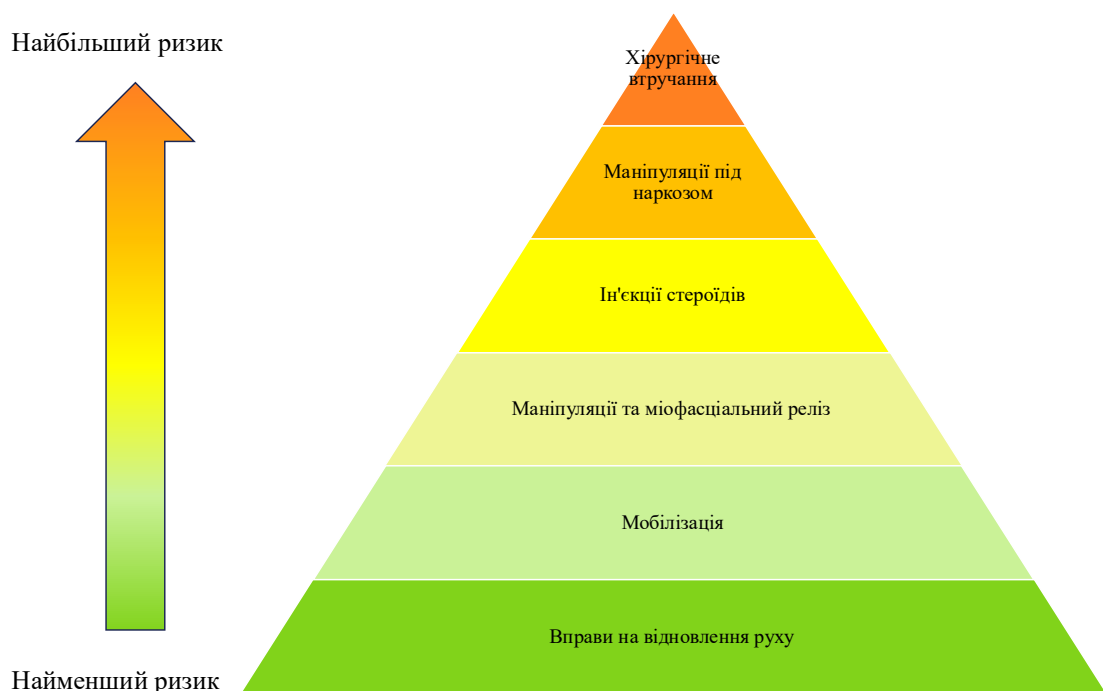 Найбільший ризик
Хірургічне
втручання
Маніпуляції під
наркозом
Ін'єкції стероїдів
Маніпуляції та міофасціальний реліз
Мобілізація
Вправи на відновлення руху
Найменший ризик